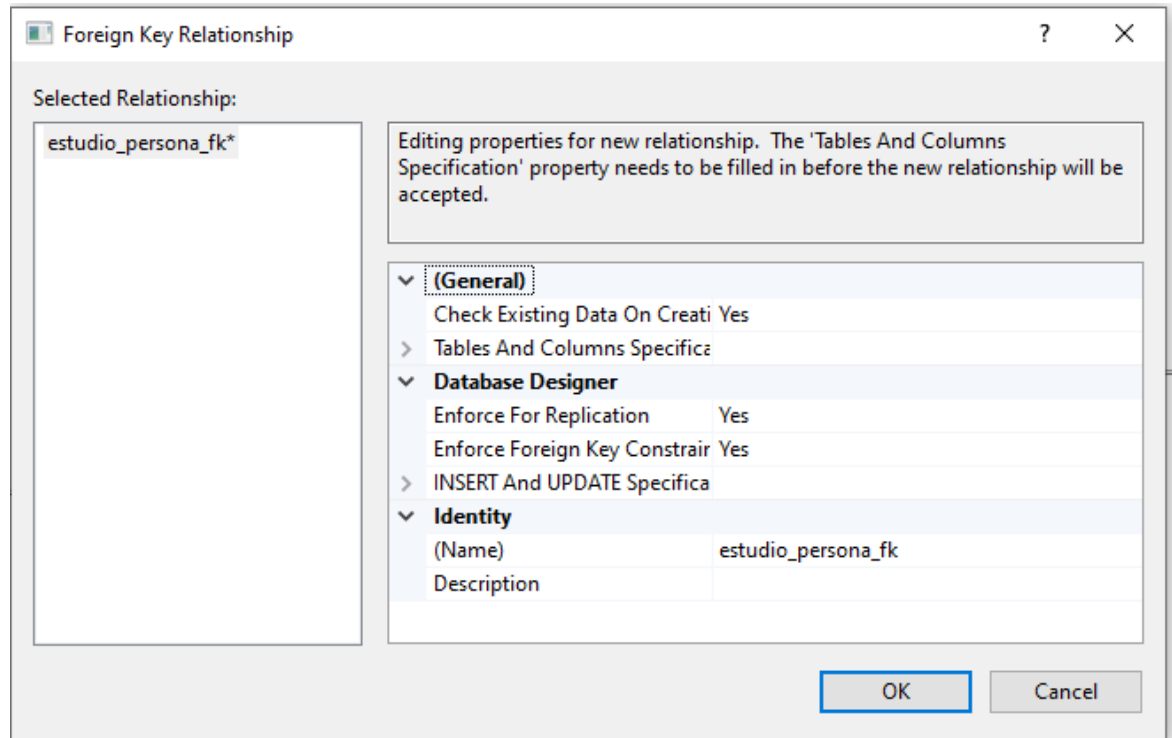 Foreign Key Relationship
?
Selected Relationship:
estudio_persona_fk*
Editing properties for new relationship. The 'Tables And Columns
Specification' property needs to be filled in before the new relationship will be
accepted.
(General)
Check Existing Data On Creati Yes
Tables And Columns Specifica
Database Designer
Enforce For Replication Yes
Enforce Foreign Key Constrair Yes
INSERT And UPDATE Specifica
Identity
(Name) estudio_persona_fk
Description
OK Cancel